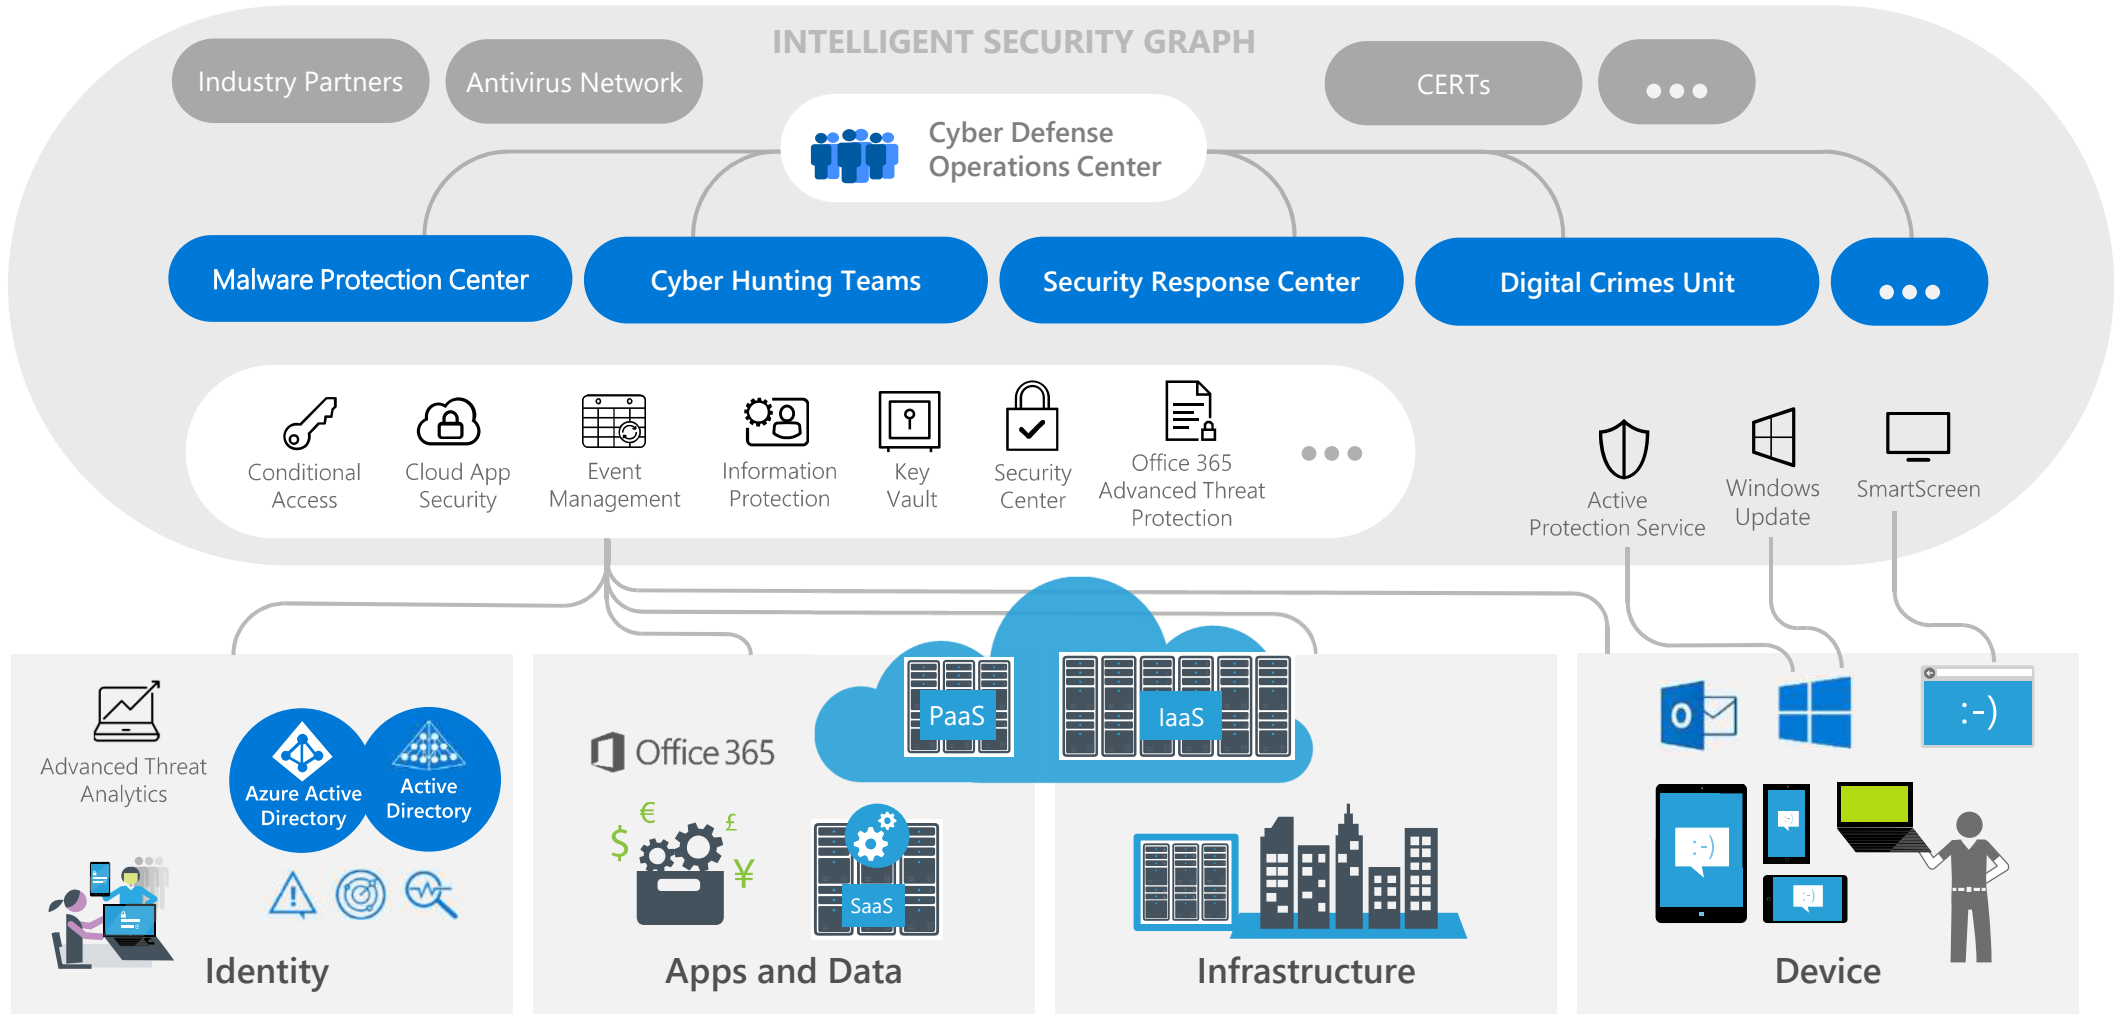 INTELLIGENT SECURITY GRAPH
Industry Partners
Antivirus Network
CERTs
Cyber Defense
Operations Center
Malware Protection Center
Cyber Hunting Teams
Security Response Center
Digital Crimes Unit
Conditional
Access
Cloud App
Security
Event
Management
Information
Protection
Key
Vault
Security
Center
Office 365
Advanced Threat
Protection
Active
Protection Service
Windows
Update
SmartScreen
Advanced Threat
Analytics
Azure Active
Directory
Active
Directory
Identity
Office 365
$
€
£
¥
PaaS
SaaS
Apps and Data
IaaS
Infrastructure
:-)
:-)
:-)
:-)
Device